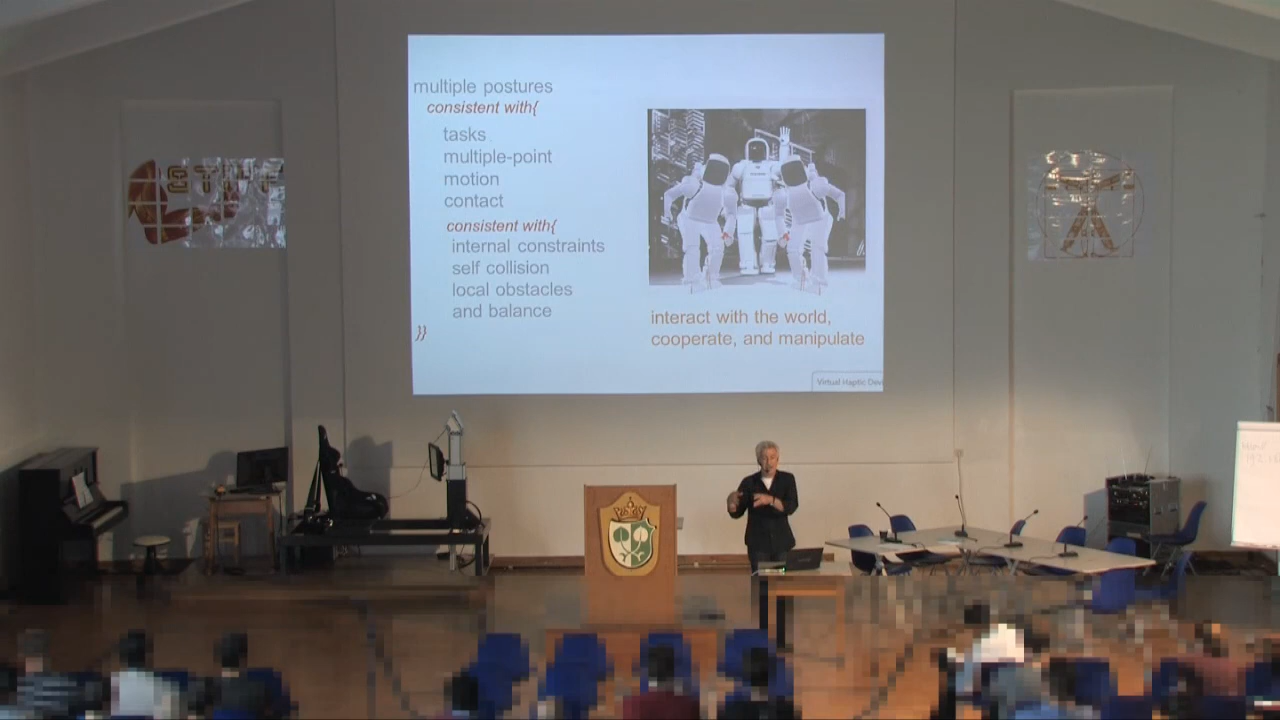 multiple postures
consistent with{
tasks
multiple-point
motion
contact
consistent with{
internal constraints
self collision
local obstacles
and balance
}}
interact with the world,
cooperate, and manipulate
Virtual Haptic Dev